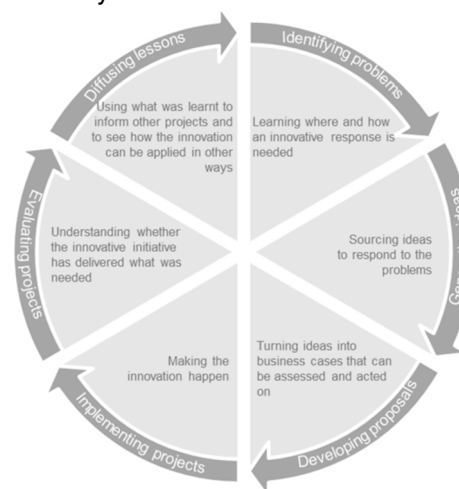 Identifying problems
Learning where and how
an innovative response is
needed
Sourcing ideas
to respond to the
problems
Developing proposals
Turning ideas into
business cases that can
be assessed and acted
on
Implementing projects
Making the
innovation happen
Evaluating projects
Understanding whether
the innovative initiative
has delivered what was
needed
Diffusing lessons
Using what was learnt to
inform other projects and
to see how the innovation
can be applied in other
ways